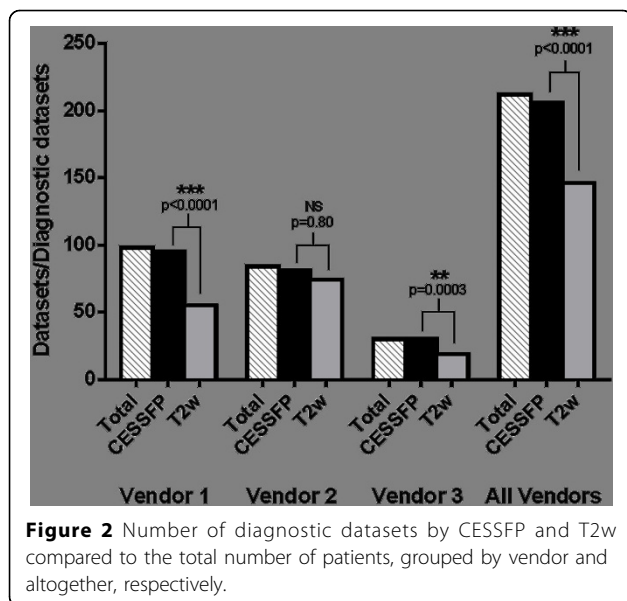 250
200
150
100
50
0
Datasets/Diagnostic datasets
***
p<0.0001
NS
p=0.80
**
p=0.0003
***
p<0.0001
Total CESSFP T2w Total CESSFP T2w Total CESSFP T2w Total CESSFP T2w
Vendor 1 Vendor 2 Vendor 3 All Vendors
Figure 2 Number of diagnostic datasets by CESSFP and T2w
compared to the total number of patients, grouped by vendor and
altogether, respectively.